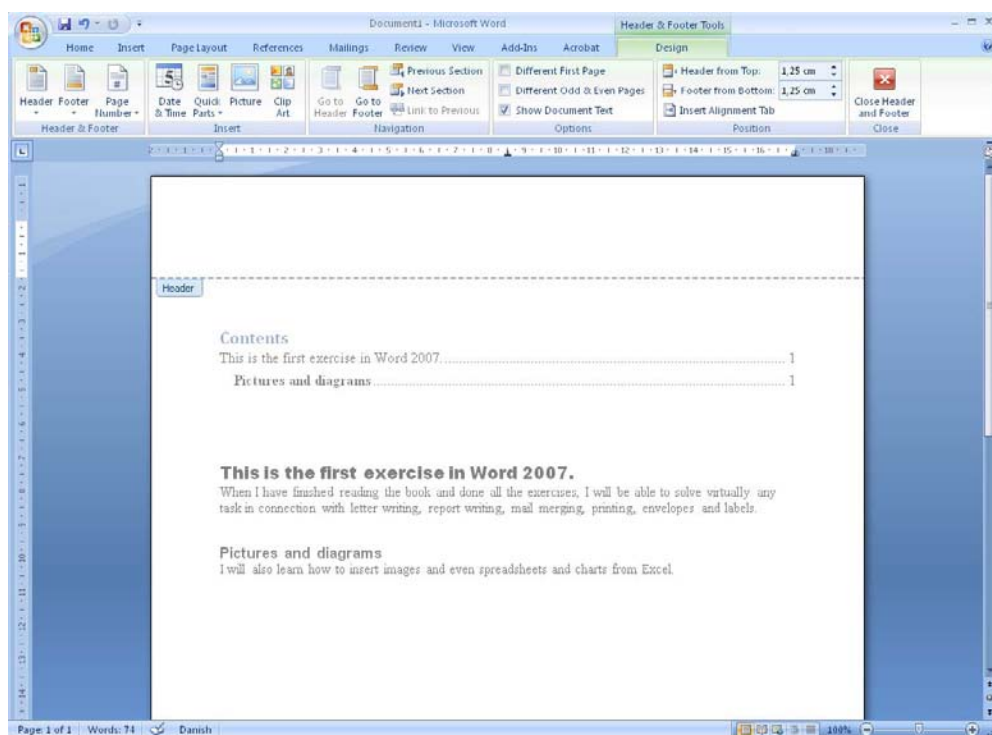 Document1 - Microsoft Word Header & Footer Tools
Home Insert Page Layout References Mailings Review View Add-Ins Acrobat Design
Header Footer Page Number
Header & Footer
Date & Time Quick Parts Picture Clip Art
Insert
Go to Header Go to Footer
Previous Section
Next Section
Link to Previous
Navigation
Different First Page
Different Odd & Even Pages
Show Document Text
Options
Header from Top: 1,25 cm
Footer from Bottom: 1,25 cm
Insert Alignment Tab
Position
Close Header and Footer
Close
Header
Contents
This is the first exercise in Word 2007. 1
Pictures and diagrams 1
This is the first exercise in Word 2007.
When I have finished reading the book and done all the exercises, I will be able to solve virtually any
task in connection with letter writing, report writing, mail merging, printing, envelopes and labels.
Pictures and diagrams
I will also learn how to insert images and even spreadsheets and charts from Excel.
Page: 1 of 1 Words: 74 Danish 100%